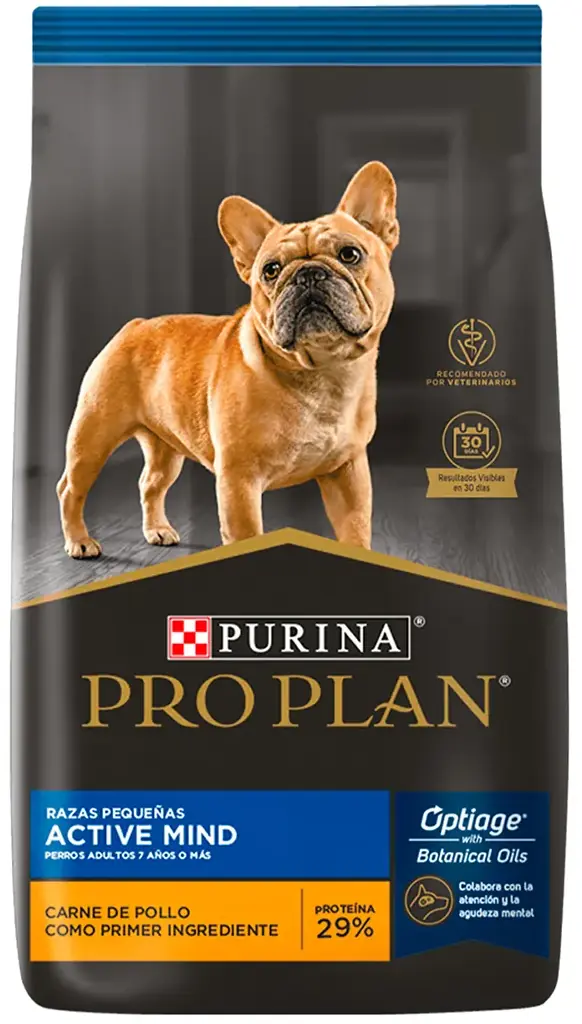 RECOMENDADO
POR VETERINARIOS
30
DÍAS
Resultados Visibles
en 30 días
PURINA®
PRO PLAN®
RAZAS PEQUEÑAS
ACTIVE MIND
PERROS ADULTOS 7 AÑOS O MÁS
Optiage®
with
Botanical Oils
CARNE DE POLLO
COMO PRIMER INGREDIENTE
PROTEÍNA
29%
Colabora con la
atención y la
agudeza mental